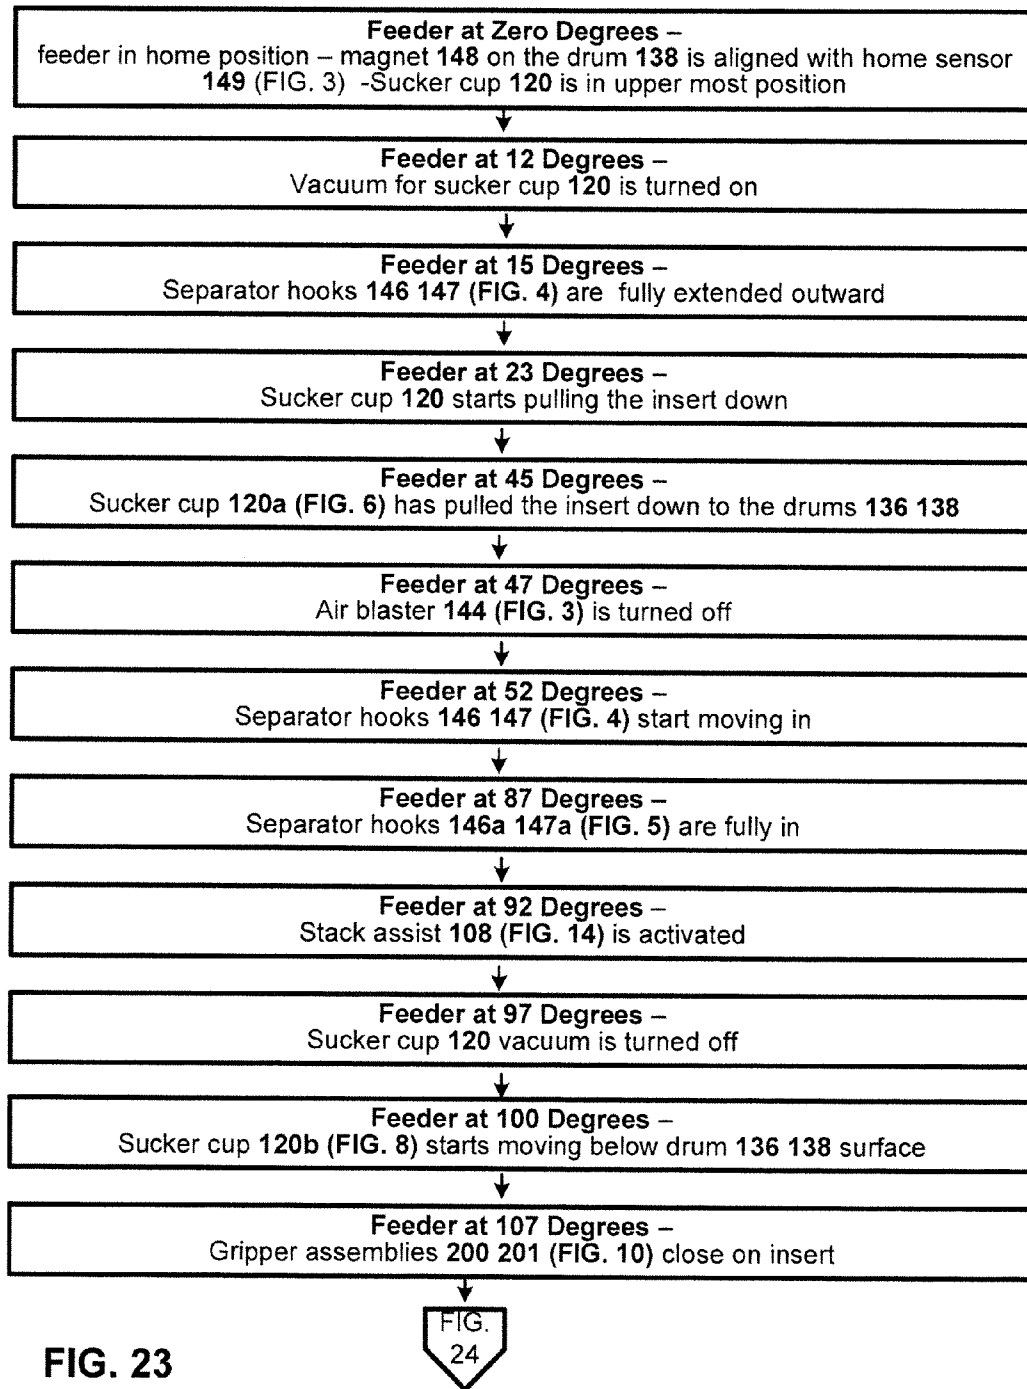 Feeder at Zero Degrees –
feeder in home position – magnet 148 on the drum 138 is aligned with home sensor
149 (FIG. 3)  -Sucker cup 120 is in upper most position
Feeder at 12 Degrees –
Vacuum for sucker cup 120 is turned on
Feeder at 15 Degrees –
Separator hooks 146 147 (FIG. 4) are  fully extended outward
Feeder at 23 Degrees –
Sucker cup 120 starts pulling the insert down
Feeder at 45 Degrees –
Sucker cup 120a (FIG. 6) has pulled the insert down to the drums 136 138
Feeder at 47 Degrees –
Air blaster 144 (FIG. 3) is turned off
Feeder at 52 Degrees –
Separator hooks 146 147 (FIG. 4) start moving in
Feeder at 87 Degrees –
Separator hooks 146a 147a (FIG. 5) are fully in
Feeder at 92 Degrees –
Stack assist 108 (FIG. 14) is activated
Feeder at 97 Degrees –
Sucker cup 120 vacuum is turned off
Feeder at 100 Degrees –
Sucker cup 120b (FIG. 8) starts moving below drum 136 138 surface
Feeder at 107 Degrees –
Gripper assemblies 200 201 (FIG. 10) close on insert
FIG.
24
FIG. 23